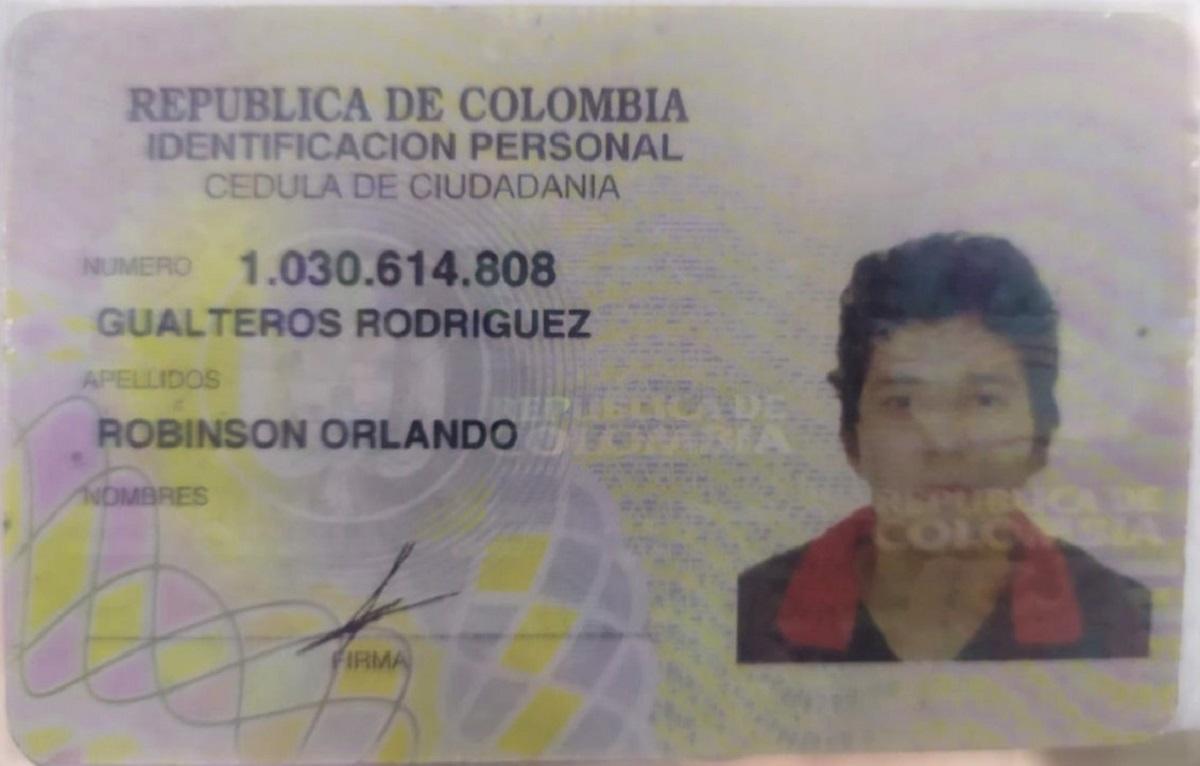 REPUBLICA DE COLOMBIA
IDENTIFICACION PERSONAL
CEDULA DE CIUDADANIA
NUMERO 1.030.614.808
GUALTEROS RODRIGUEZ
APELLIDOS
ROBINSON ORLANDO
NOMBRES
REPUBLICA DE
COLOMBIA
REPUBLICA DE
COLOMBIA
FIRMA